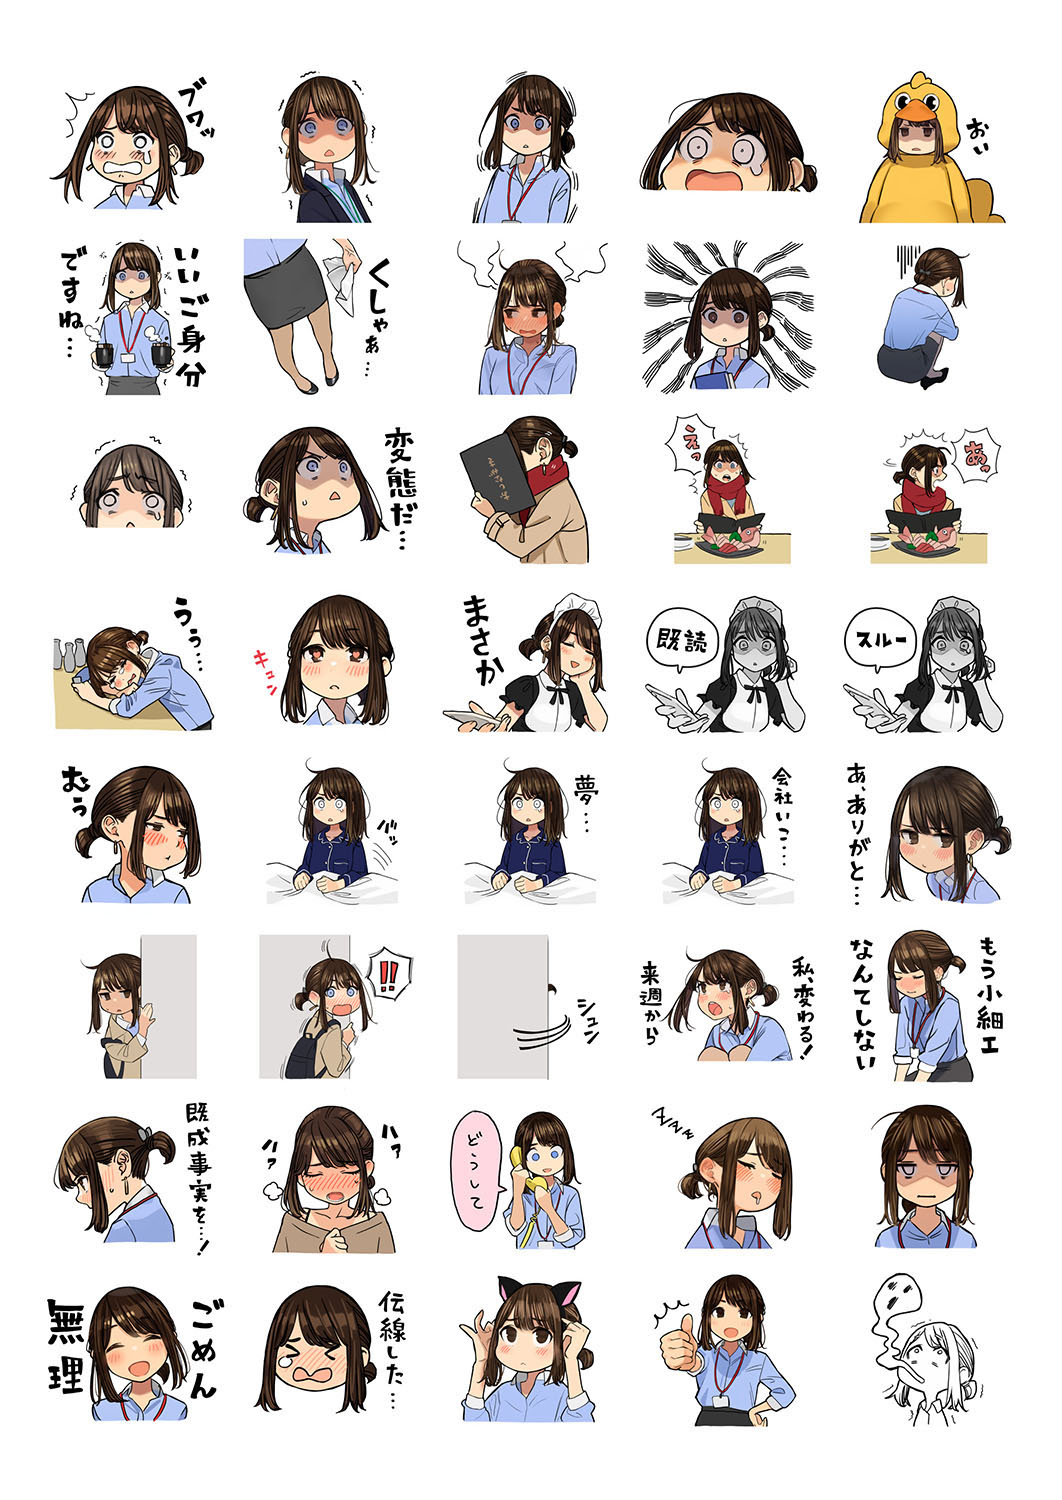 ブワッ
おい
いいご身分
ですね…
くしゃぁ…
変態だ…
えっ
あっ
うぅ…
キュン
まさか
既読
スルー
むぅ
バッ
夢…
会社いこ…
あ、ありがと…
!!
シュン
私、変わる!
来週から
もう小細工
なんてしない
既成事実を…!
ハァ
ハァ
どうして
Zzzz
ごめん
無理
伝線した…